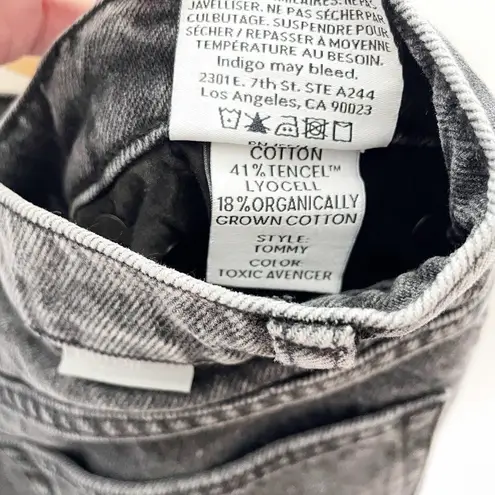 JAVELLISER. NE PAS SÉCHER PAR
CULBUTAGE. SUSPENDRE POUR
SÉCHER / REPASSER À MOYENNE
TEMPÉRATURE AU BESOIN.
Indigo may bleed.
2301 E. 7th St. STE A244
Los Angeles, CA 90023
COTTON
41% TENCEL™
LYOCELL
18% ORGANICALLY
GROWN COTTON
STYLE:
TOMMY
COLOR:
TOXIC AVENGER